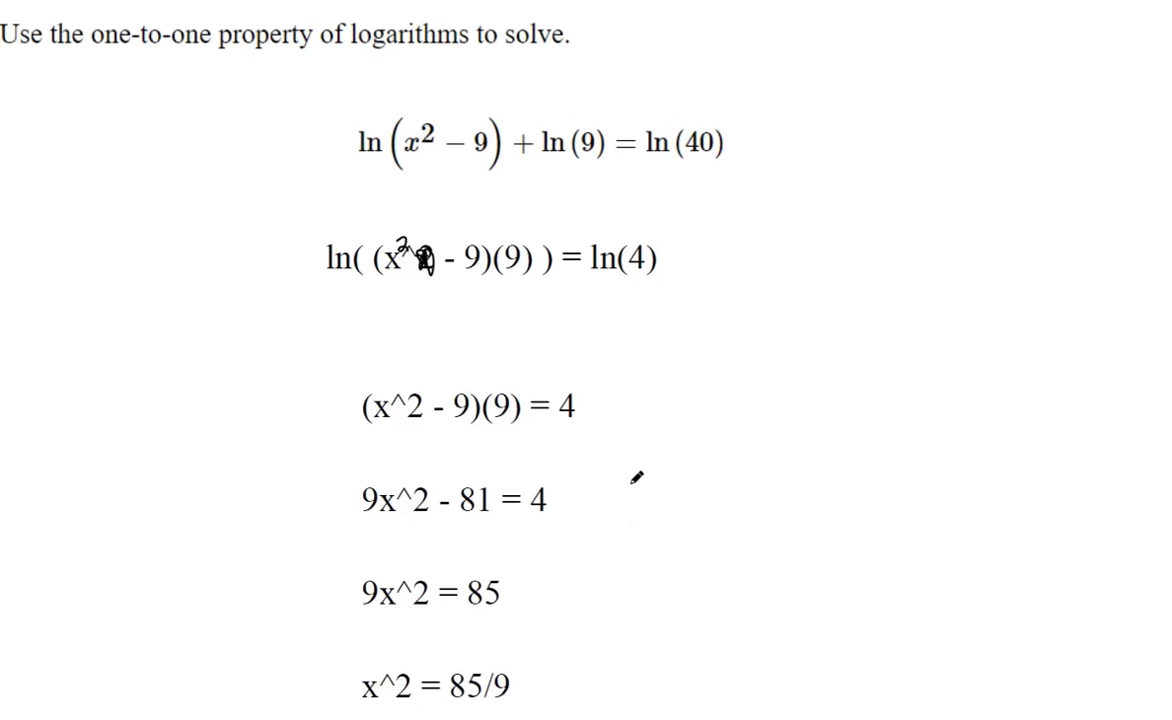 Use the one-to-one property of logarithms to solve.
ln (x² − 9) + ln (9) = ln (40)
ln( (x² - 9)(9) ) = ln(4)
(x^2 - 9)(9) = 4
9x^2 - 81 = 4
9x^2 = 85
x^2 = 85/9